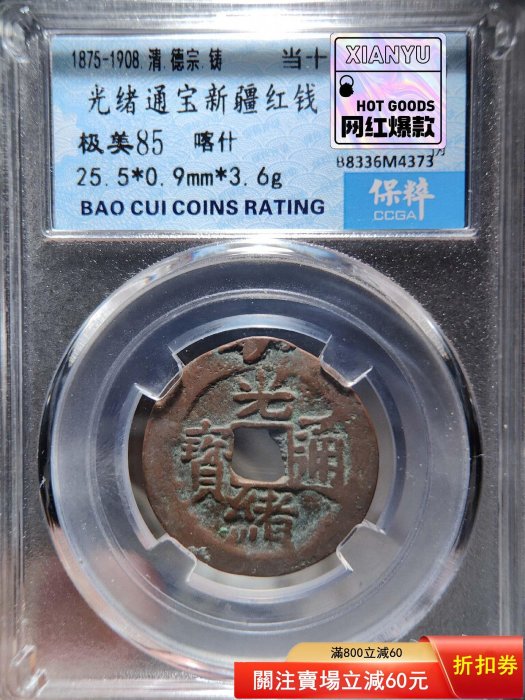 1875-1908.清.德宗.铸 当十
光绪通宝新疆红钱
极美85 喀什
B8336M4373
25.5*0.9mm*3.6g
BAO CUI COINS RATING
保粹
CCGA
XIANYU
HOT GOODS
网红爆款
光緒通寶
滿800立減60
關注賣場立減60元
折扣券